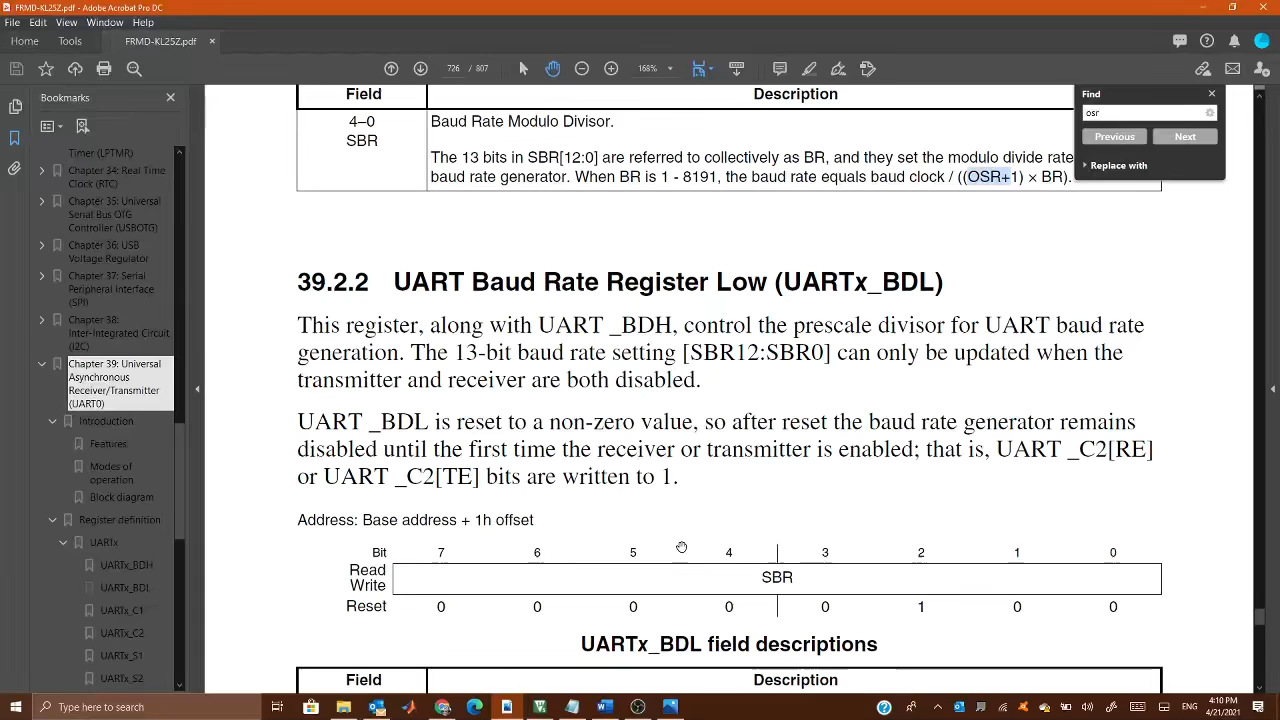 FRMD-KL25Z.pdf - Adobe Acrobat Pro DC
File Edit View Window Help
Home Tools FRMD-KL25Z.pdf ×
726 / 807 168%
Bookmarks
Timer (LPTMR)
Chapter 34: Real Time
Clock (RTC)
Chapter 35: Universal
Serial Bus OTG
Controller (USBOTG)
Chapter 36: USB
Voltage Regulator
Chapter 37: Serial
Peripheral Interface
(SPI)
Chapter 38:
Inter-Integrated Circuit
(I2C)
Chapter 39: Universal
Asynchronous
Receiver/Transmitter
(UART0)
Introduction
Features
Modes of
operation
Block diagram
Register definition
UARTx
UARTx_BDH
UARTx_BDL
UARTx_C1
UARTx_C2
UARTx_S1
UARTx_S2
Field Description
4–0
SBR
Baud Rate Modulo Divisor.
The 13 bits in SBR[12:0] are referred to collectively as BR, and they set the modulo divide rate
baud rate generator. When BR is 1 - 8191, the baud rate equals baud clock / ((OSR+1) × BR).
Find
osr
Previous Next
Replace with
39.2.2 UART Baud Rate Register Low (UARTx_BDL)
This register, along with UART _BDH, control the prescale divisor for UART baud rate
generation. The 13-bit baud rate setting [SBR12:SBR0] can only be updated when the
transmitter and receiver are both disabled.
UART _BDL is reset to a non-zero value, so after reset the baud rate generator remains
disabled until the first time the receiver or transmitter is enabled; that is, UART _C2[RE]
or UART _C2[TE] bits are written to 1.
Address: Base address + 1h offset
Bit 7 6 5 4 3 2 1 0
Read
Write
SBR
Reset 0 0 0 0 0 1 0 0
UARTx_BDL field descriptions
Field Description
Type here to search
4:10 PM
4/21/2021